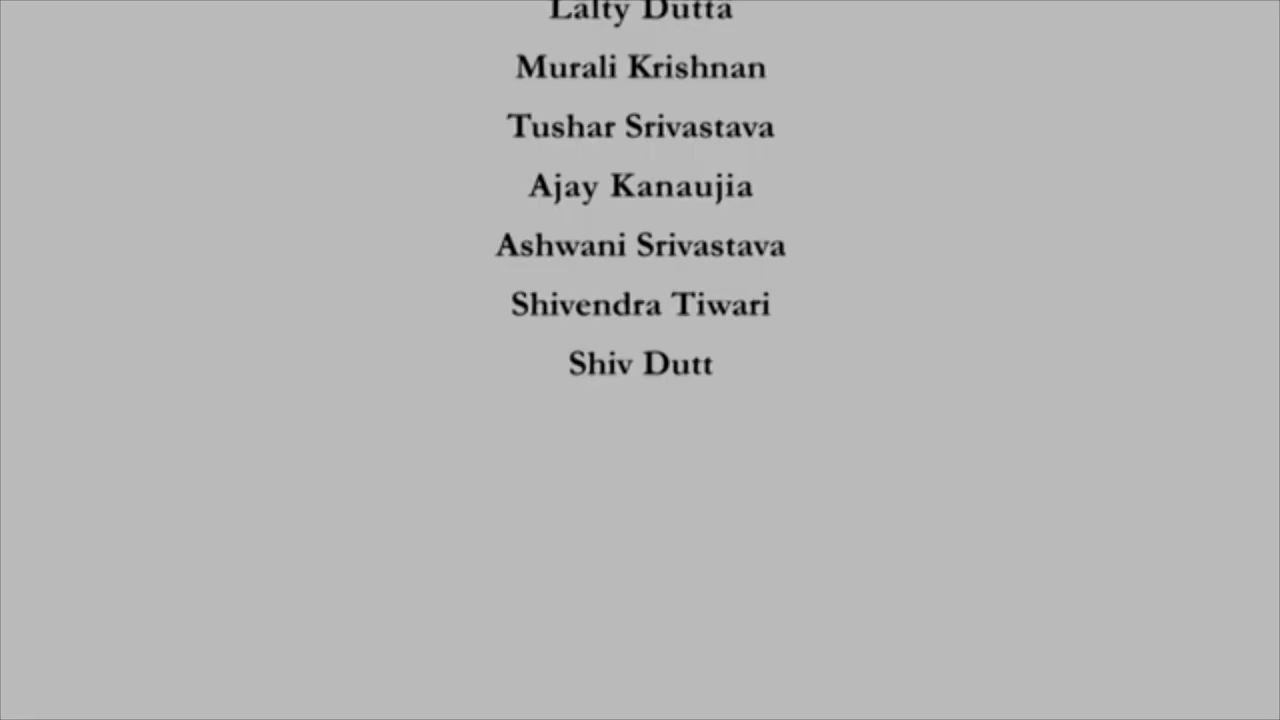 Lalty Dutta
Murali Krishnan
Tushar Srivastava
Ajay Kanaujia
Ashwani Srivastava
Shivendra Tiwari
Shiv Dutt